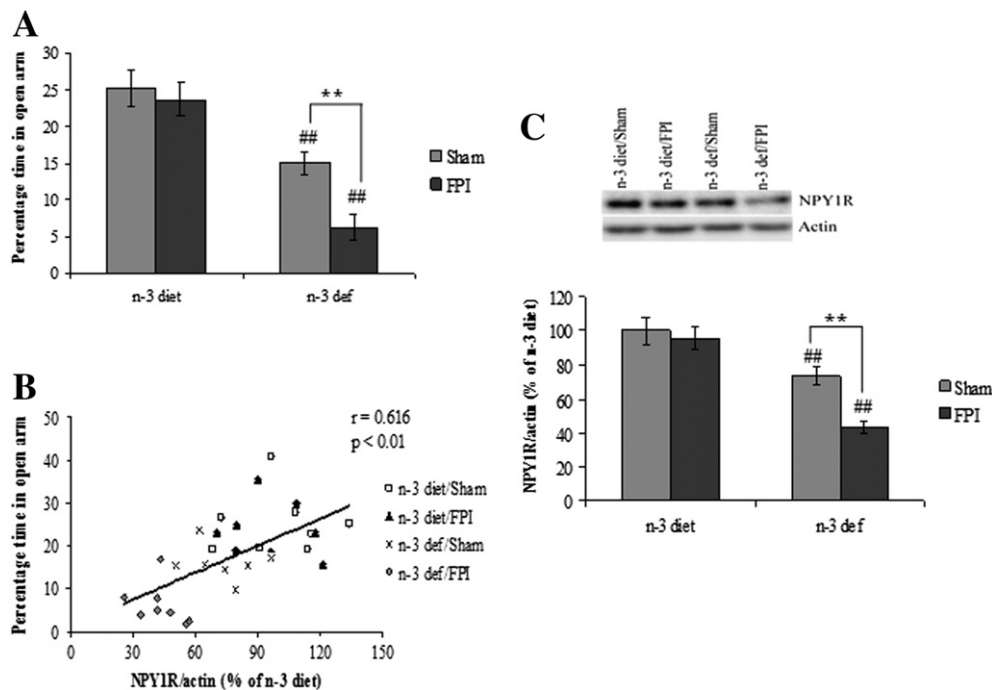 A
Percentage time in open arm
30
25
20
15
10
5
0
**
##
##
n-3 diet
n-3 def
Sham
FPI
B
Percentage time in open arm
50
40
30
20
10
0
r = 0.616
p < 0.01
n-3 diet/Sham
n-3 diet/FPI
n-3 def/Sham
n-3 def/FPI
0
30
60
90
120
150
NPY1R/actin (% of n-3 diet)
C
n-3 diet/Sham
n-3 diet/FPI
n-3 def/Sham
n-3 def/FPI
NPY1R
Actin
NPY1R/actin (% of n-3 diet)
120
100
80
60
40
20
0
**
##
##
n-3 diet
n-3 def
Sham
FPI